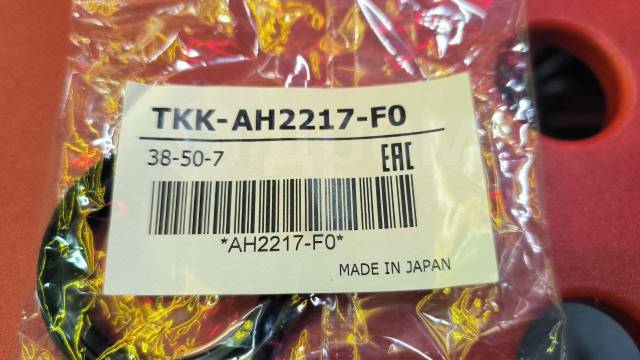 TKK-AH2217-F0
38-50-7
EAC
*AH2217-F0*
MADE IN JAPAN